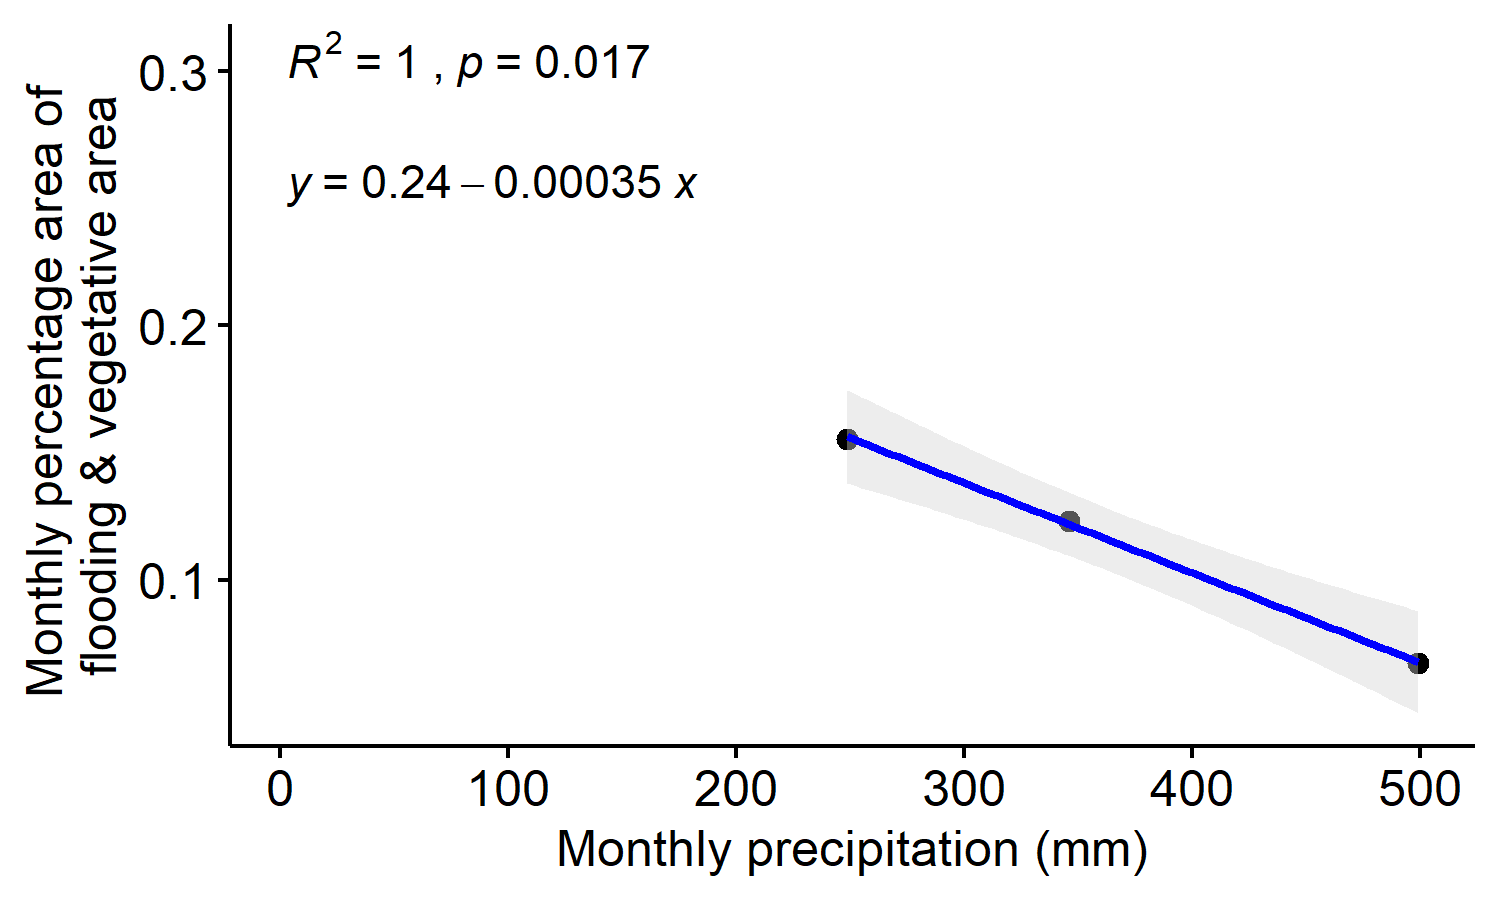 R² = 1 , p = 0.017
y = 0.24 – 0.00035 x
Monthly percentage area of
flooding & vegetative area
0.3
0.2
0.1
0 100 200 300 400 500
Monthly precipitation (mm)